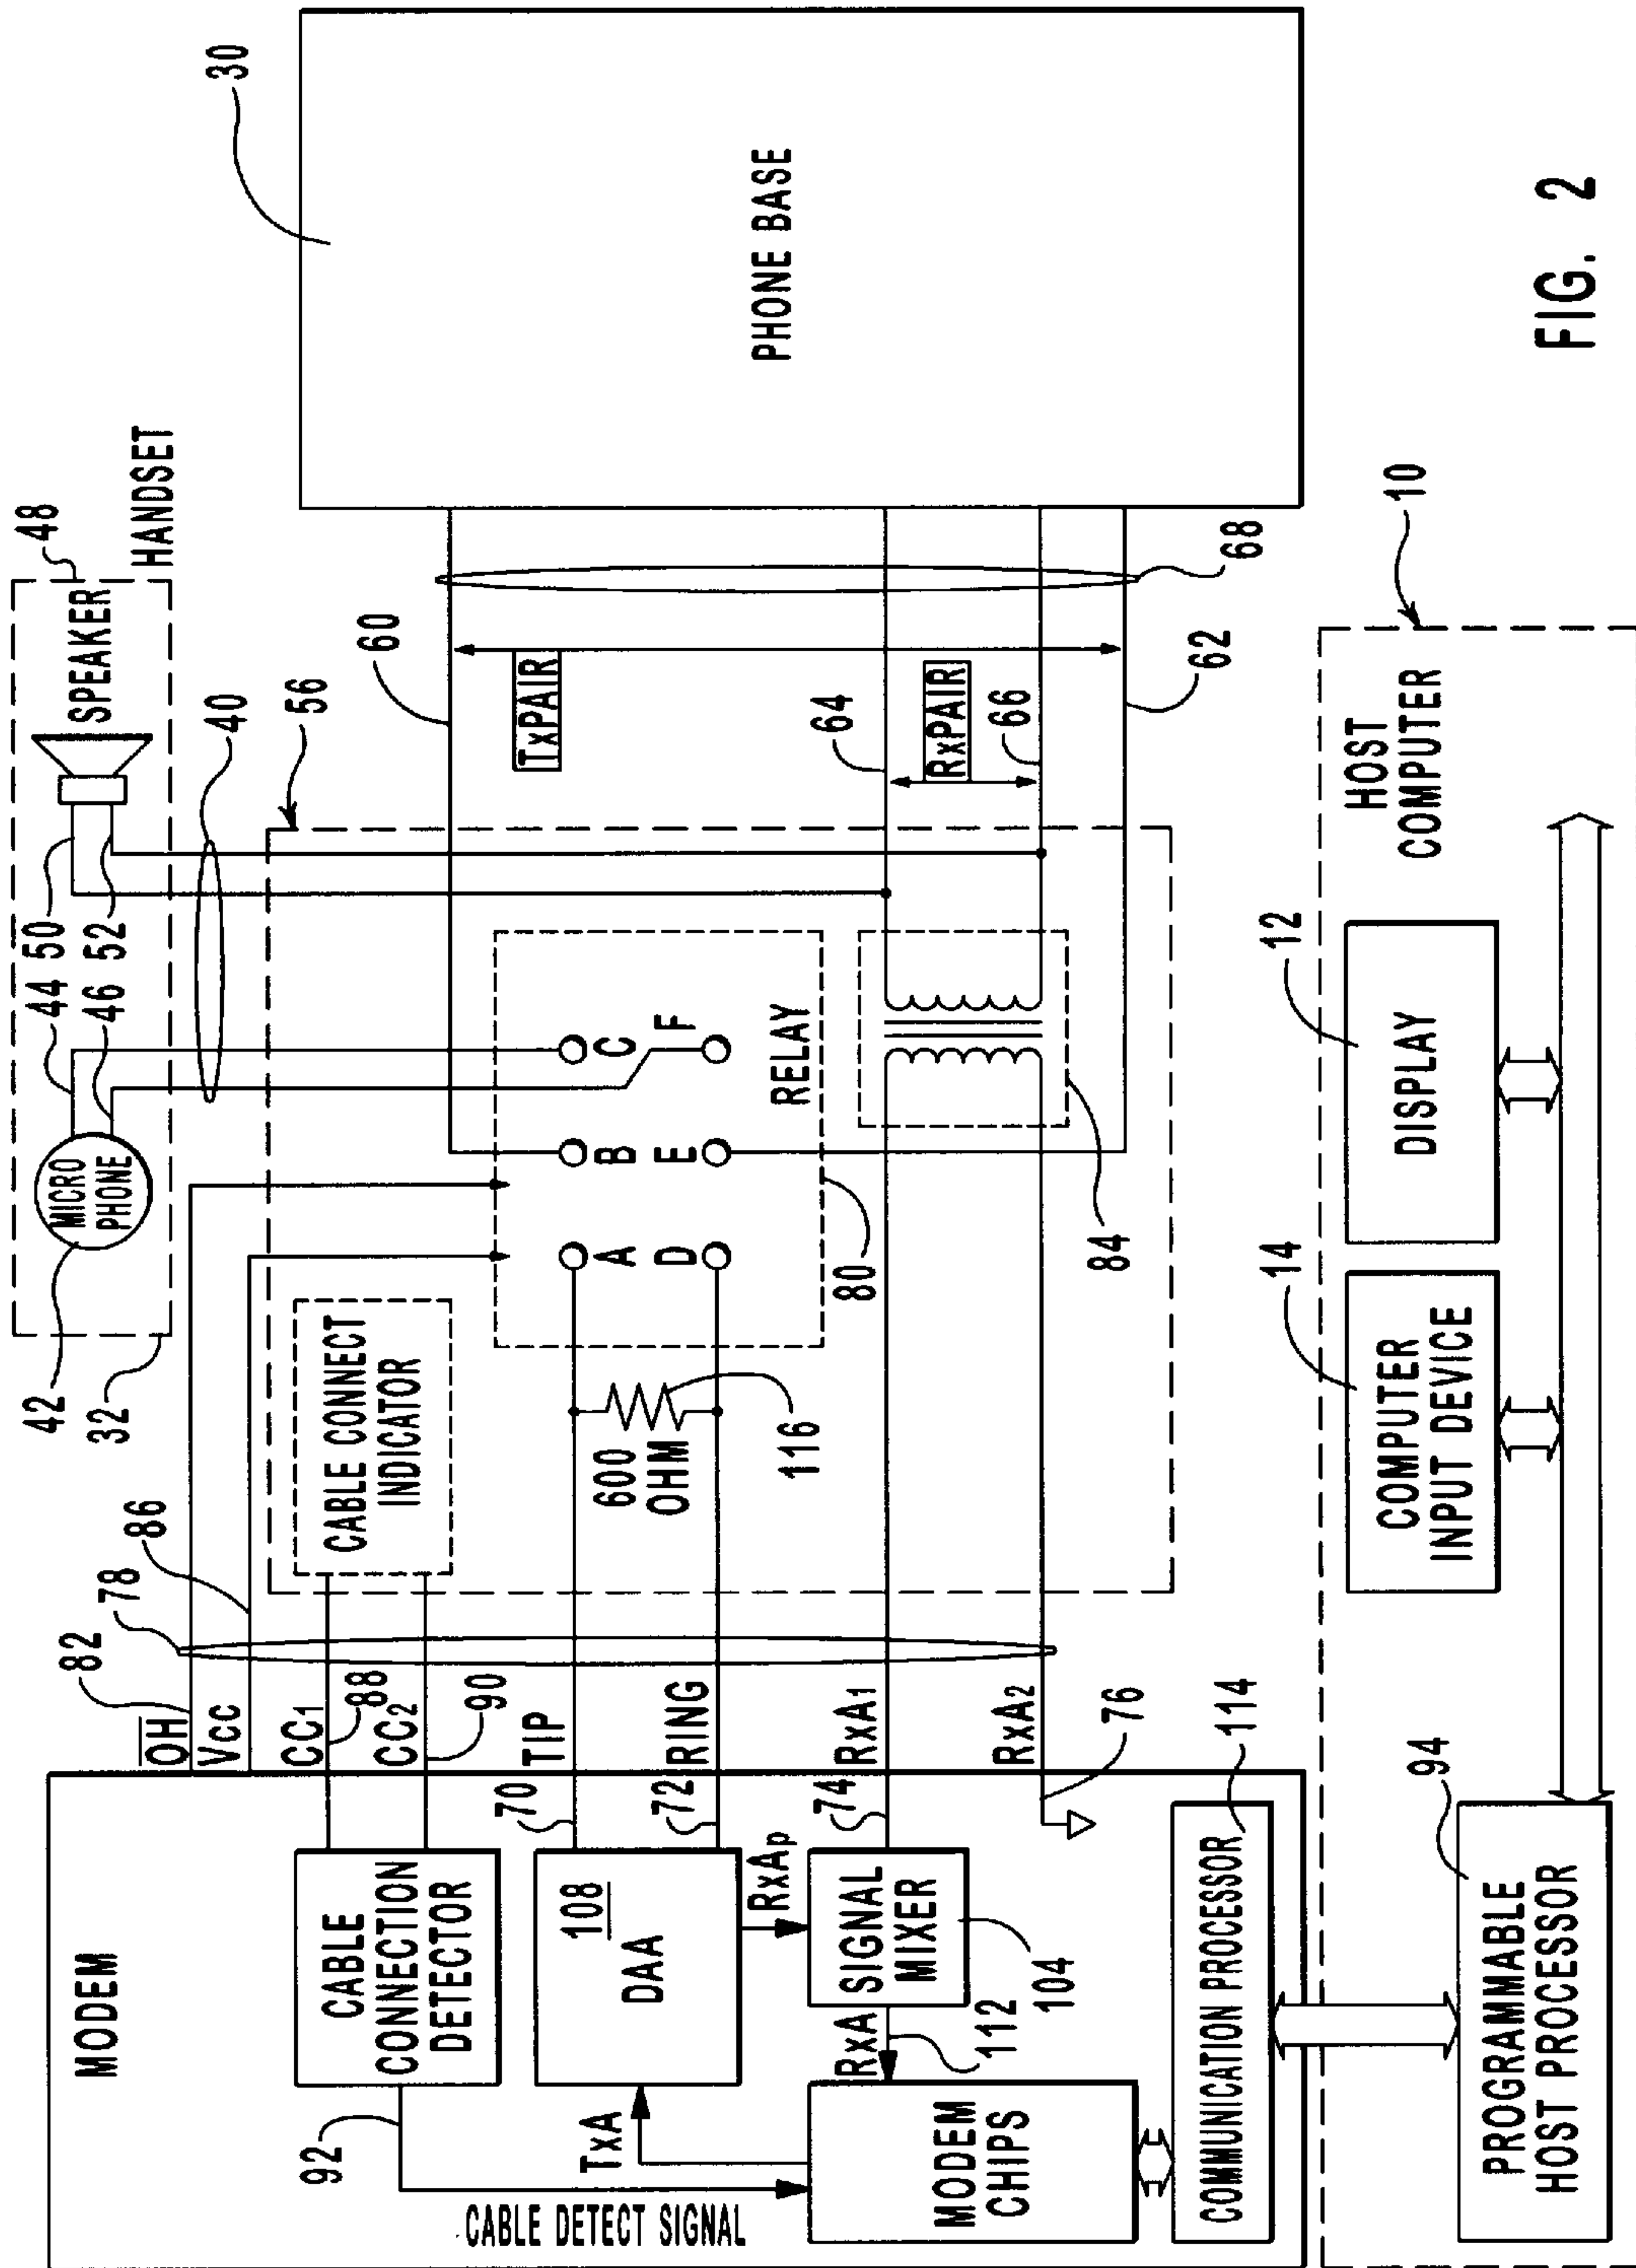 MODEM
CABLE
CONNECTION
DETECTOR
92
CABLE DETECT SIGNAL
TxA
108
DAA
RxAp
SIGNAL
MIXER
104
RxA
112
MODEM
CHIPS
COMMUNICATION PROCESSOR
114
OH
Vcc
CC1
88
CC2
90
TIP
70
RING
72
RxA1
74
RxA2
76
82
78
86
CABLE CONNECT
INDICATOR
600
OHM
116
A
B
C
D
E
F
RELAY
80
84
56
MICRO
PHONE
42
32
44
46
50
52
40
SPEAKER
48
HANDSET
60
TxPAIR
64
RxPAIR
66
62
68
PHONE BASE
30
HOST
COMPUTER
10
DISPLAY
12
COMPUTER
INPUT DEVICE
14
PROGRAMMABLE
HOST PROCESSOR
94
FIG. 2